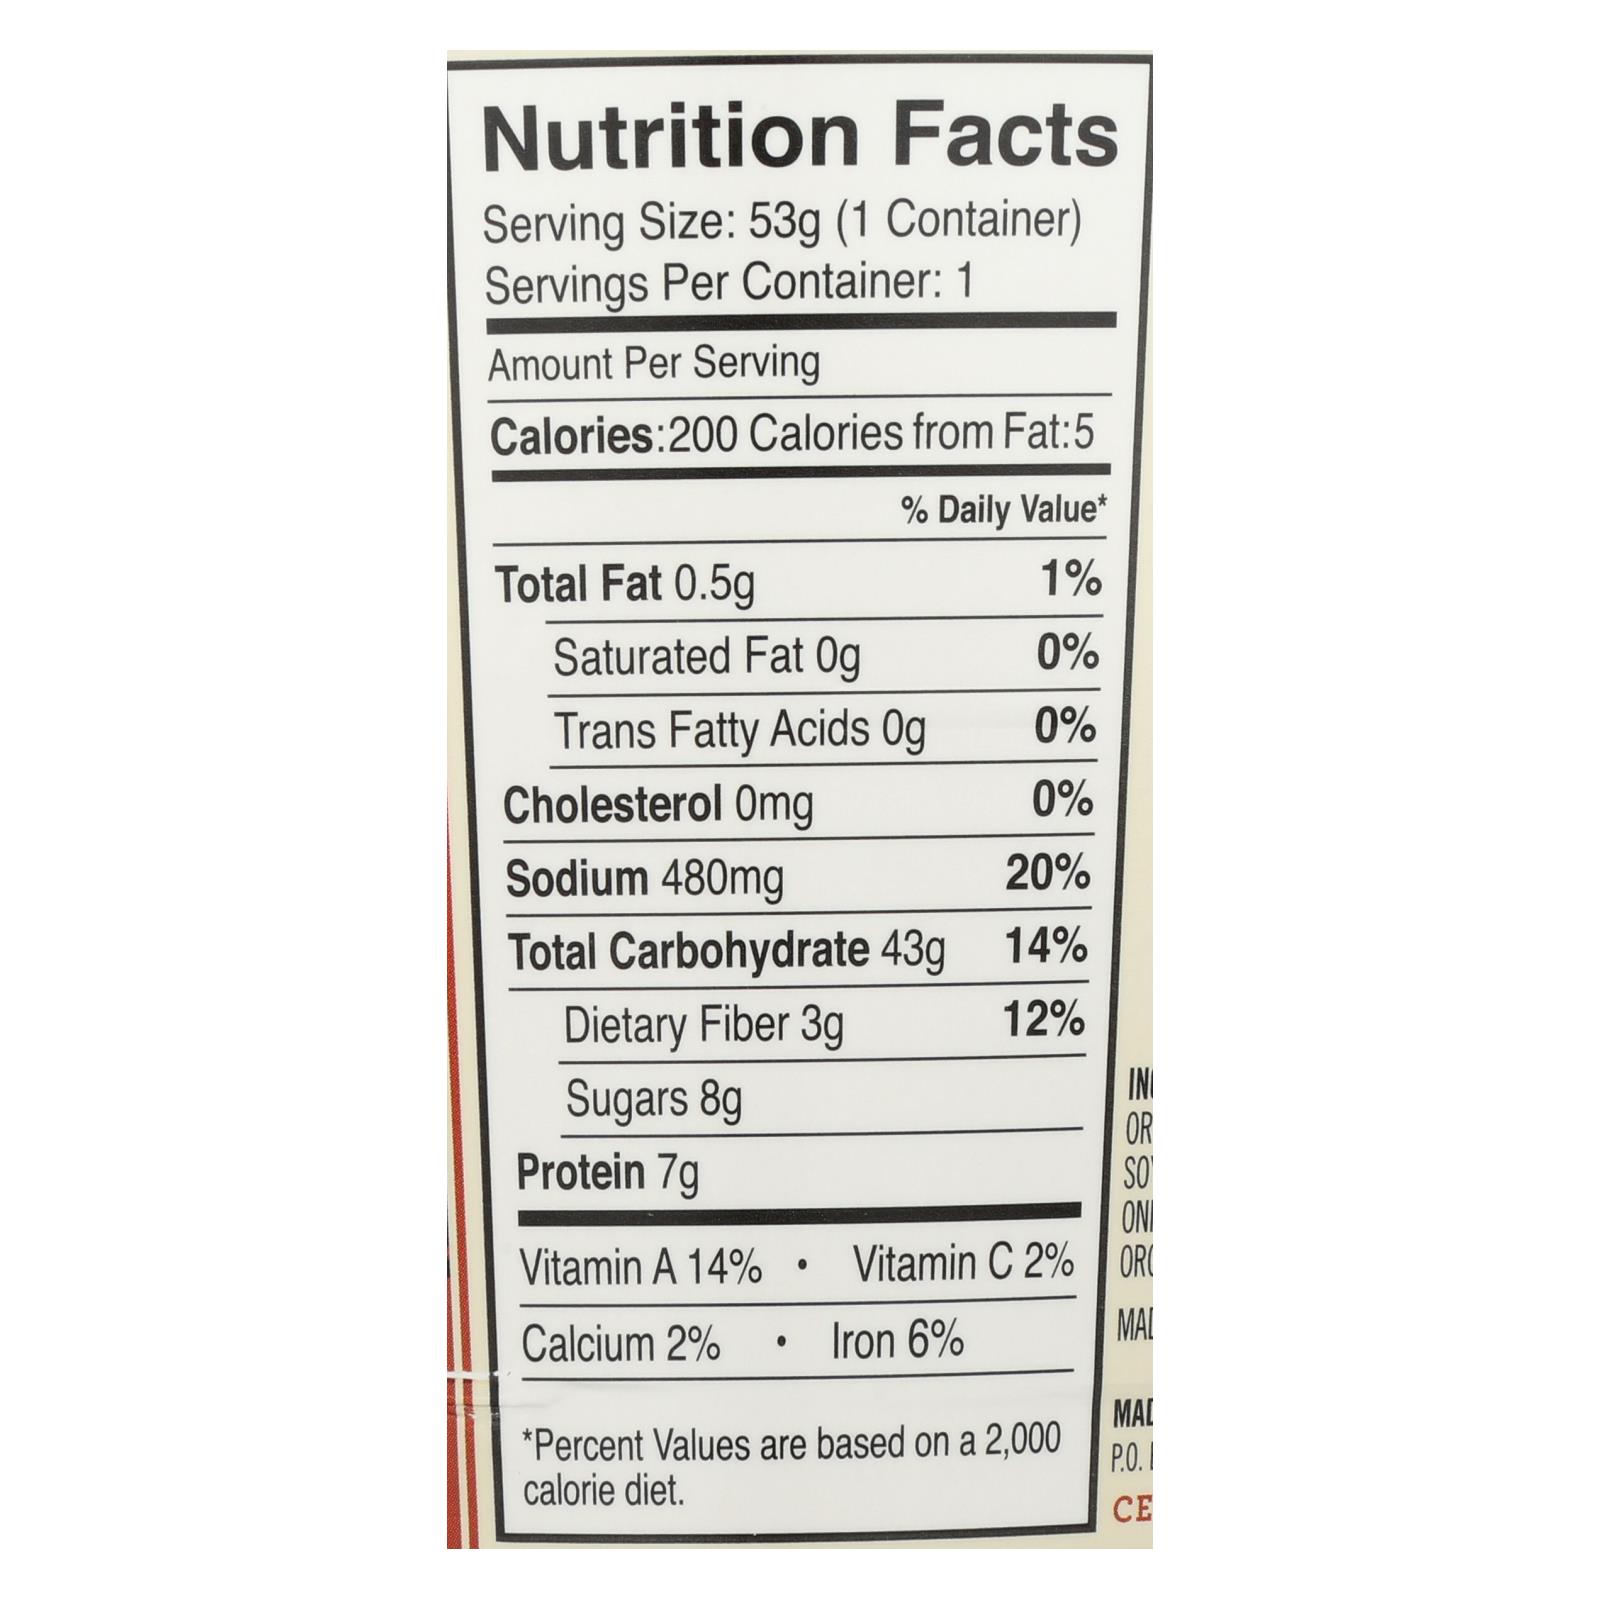 Nutrition Facts
Serving Size: 53g (1 Container)
Servings Per Container: 1
Amount Per Serving
Calories:200 Calories from Fat:5
% Daily Value*
Total Fat 0.5g 1%
Saturated Fat 0g 0%
Trans Fatty Acids 0g 0%
Cholesterol 0mg 0%
Sodium 480mg 20%
Total Carbohydrate 43g 14%
Dietary Fiber 3g 12%
Sugars 8g
Protein 7g
Vitamin A 14% • Vitamin C 2%
Calcium 2% • Iron 6%
*Percent Values are based on a 2,000
calorie diet.
P.O.